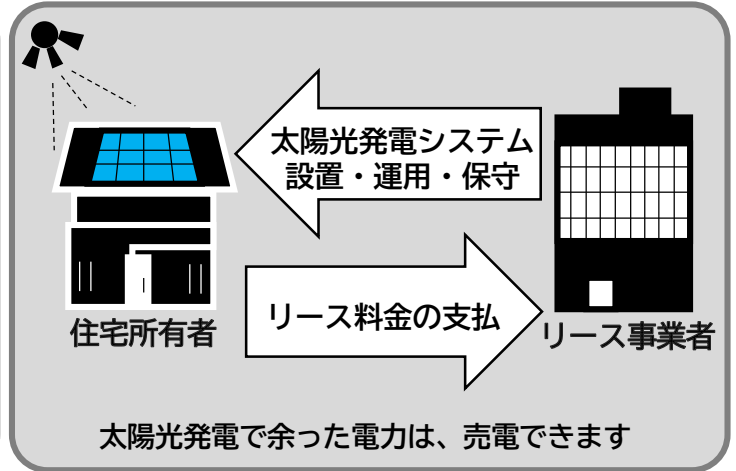 太陽光発電システム
設置・運用・保守
リース料金の支払
住宅所有者
リース事業者
太陽光発電で余った電力は、売電できます